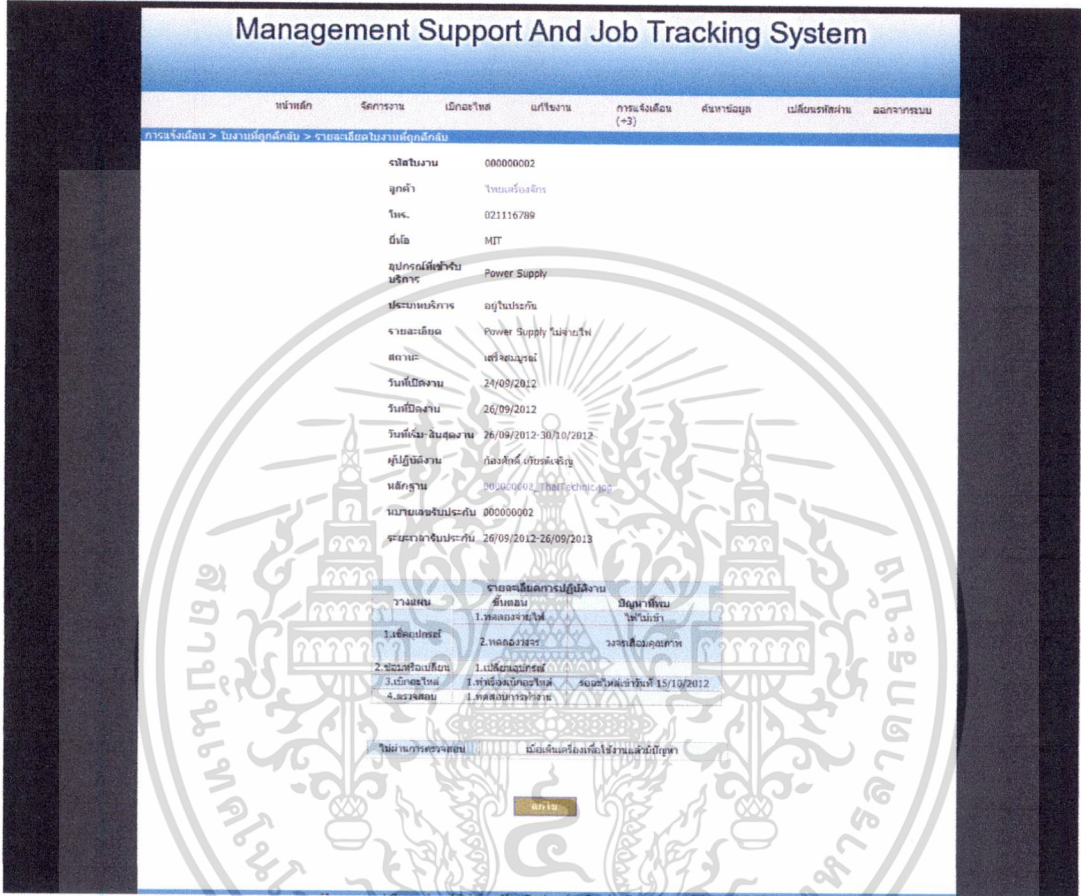 Management Support And Job Tracking System
หน้าหลัก จัดการงาน เบิกอะไหล่ แก้ไขงาน การแจ้งเตือน (+3) ค้นหาข้อมูล เปลี่ยนรหัสผ่าน ออกจากระบบ
การแจ้งเตือน > ใบงานที่ถูกตีกลับ > รายละเอียดใบงานที่ถูกตีกลับ
รหัสใบงาน 000000002
ลูกค้า ไทยเครื่องจักร
โทร. 021116789
ยี่ห้อ MIT
อุปกรณ์ที่เข้ารับบริการ Power Supply
ประเภทบริการ อยู่ในประกัน
รายละเอียด Power Supply ไม่จ่ายไฟ
สถานะ เสร็จสมบูรณ์
วันที่เปิดงาน 24/09/2012
วันที่ปิดงาน 26/09/2012
วันที่เริ่ม-สิ้นสุดงาน 26/09/2012-30/10/2012
ผู้ปฏิบัติงาน ก้องศักดิ์ เกียรติเจริญ
หลักฐาน 000000002_ThaiTechnic.jpg
หมายเลขรับประกัน 000000002
ระยะเวลารับประกัน 26/09/2012-26/09/2013
รายละเอียดการปฏิบัติงาน
วางแผน ขั้นตอน ปัญหาที่พบ
1.ทดลองจ่ายไฟ ไฟไม่เข้า
1.เช็คอุปกรณ์
2.ทดลองวงจร วงจรเสื่อมคุณภาพ
2.ซ่อมหรือเปลี่ยน 1.เปลี่ยนอุปกรณ์
3.เบิกอะไหล่ 1.ทำเรื่องเบิกอะไหล่ รออะไหล่เข้าวันที่ 15/10/2012
4.ตรวจสอบ 1.ทดสอบการทำงาน
ไม่ผ่านการตรวจสอบ เมื่อเดินเครื่องเพื่อใช้งานแล้วมีปัญหา
แก้ไข